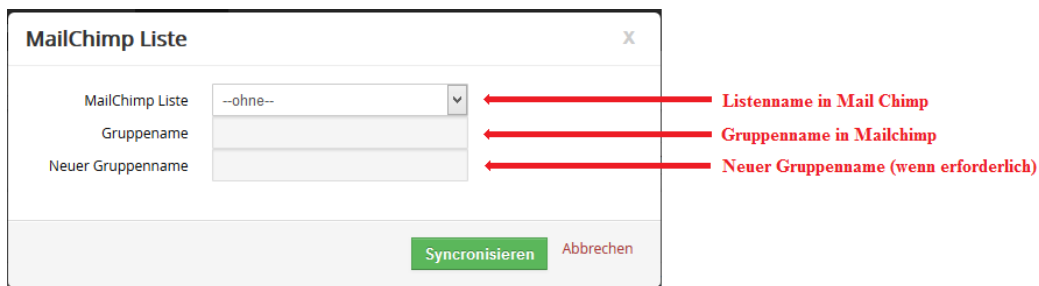 MailChimp Liste X
MailChimp Liste --ohne-- Listenname in Mail Chimp
Gruppename Gruppenname in Mailchimp
Neuer Gruppenname Neuer Gruppenname (wenn erforderlich)
Syncronisieren Abbrechen